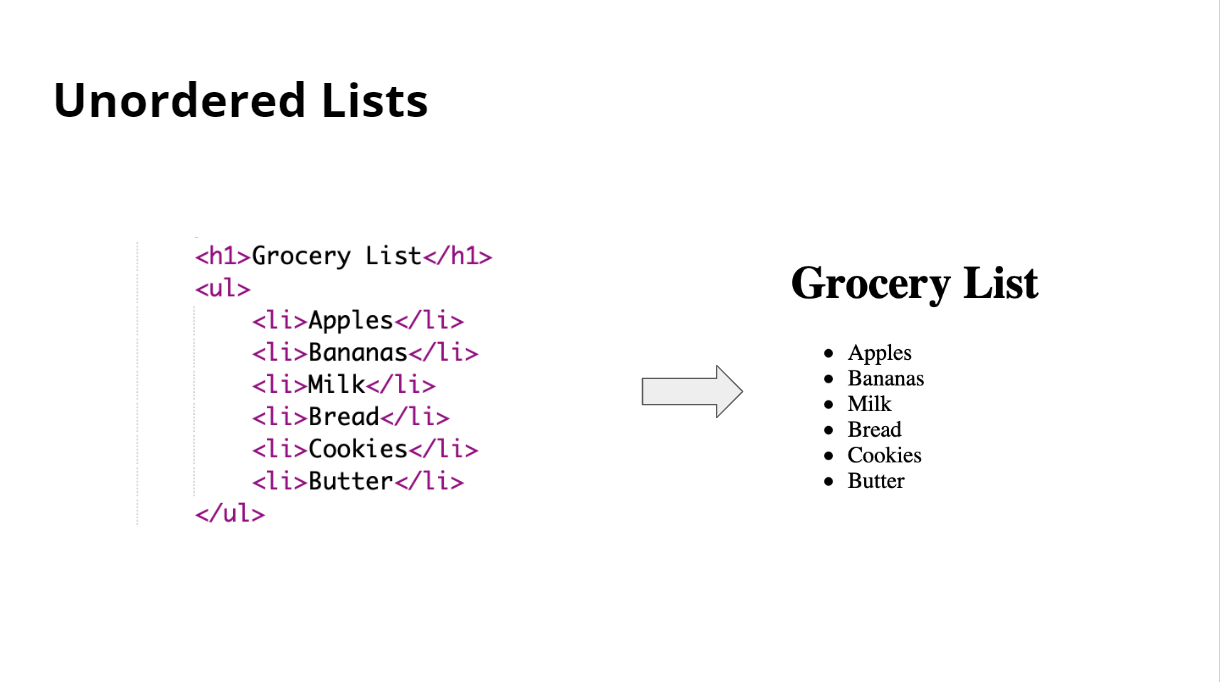 Unordered Lists
<h1>Grocery List</h1>
<ul>
<li>Apples</li>
<li>Bananas</li>
<li>Milk</li>
<li>Bread</li>
<li>Cookies</li>
<li>Butter</li>
</ul>
Grocery List
• Apples
• Bananas
• Milk
• Bread
• Cookies
• Butter